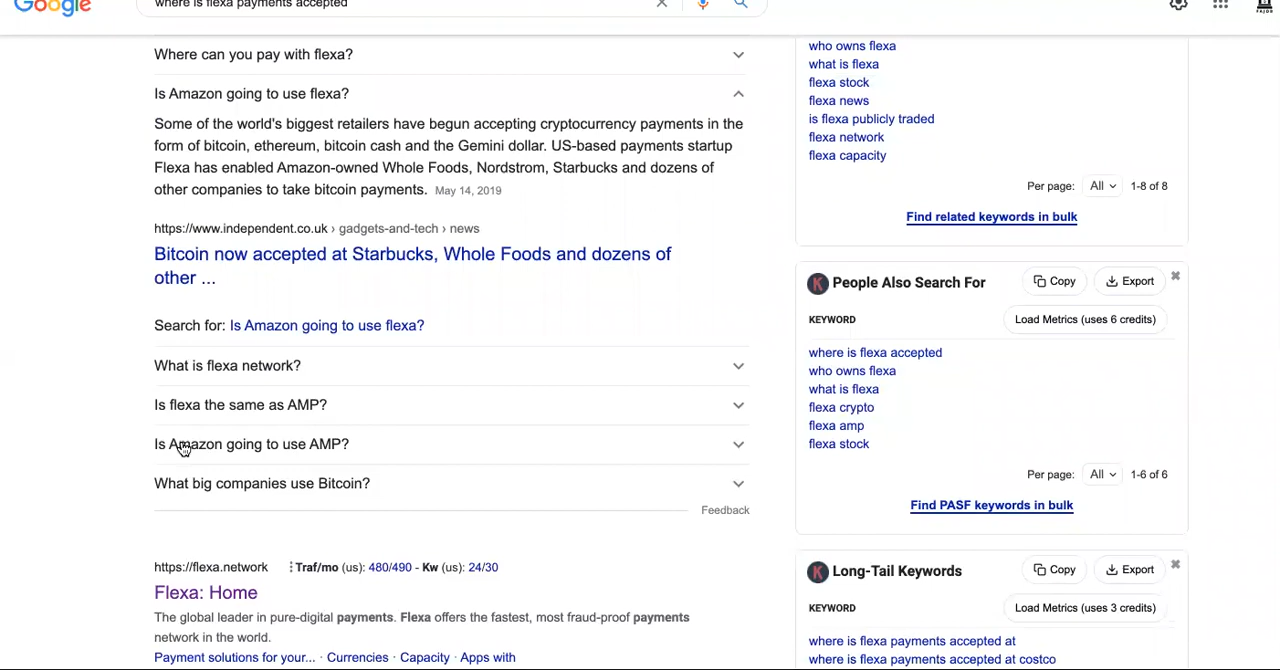 Google
where is flexa payments accepted
Where can you pay with flexa?
Is Amazon going to use flexa?
Some of the world's biggest retailers have begun accepting cryptocurrency payments in the
form of bitcoin, ethereum, bitcoin cash and the Gemini dollar. US-based payments startup
Flexa has enabled Amazon-owned Whole Foods, Nordstrom, Starbucks and dozens of
other companies to take bitcoin payments. May 14, 2019
https://www.independent.co.uk › gadgets-and-tech › news
Bitcoin now accepted at Starbucks, Whole Foods and dozens of
other ...
Search for: Is Amazon going to use flexa?
What is flexa network?
Is flexa the same as AMP?
Is Amazon going to use AMP?
What big companies use Bitcoin?
Feedback
https://flexa.network Traf/mo (us): 480/490 - Kw (us): 24/30
Flexa: Home
The global leader in pure-digital payments. Flexa offers the fastest, most fraud-proof payments
network in the world.
Payment solutions for your... · Currencies · Capacity · Apps with
who owns flexa
what is flexa
flexa stock
flexa news
is flexa publicly traded
flexa network
flexa capacity
Per page: All 1-8 of 8
Find related keywords in bulk
K People Also Search For Copy Export
KEYWORD Load Metrics (uses 6 credits)
where is flexa accepted
who owns flexa
what is flexa
flexa crypto
flexa amp
flexa stock
Per page: All 1-6 of 6
Find PASF keywords in bulk
K Long-Tail Keywords Copy Export
KEYWORD Load Metrics (uses 3 credits)
where is flexa payments accepted at
where is flexa payments accepted at costco